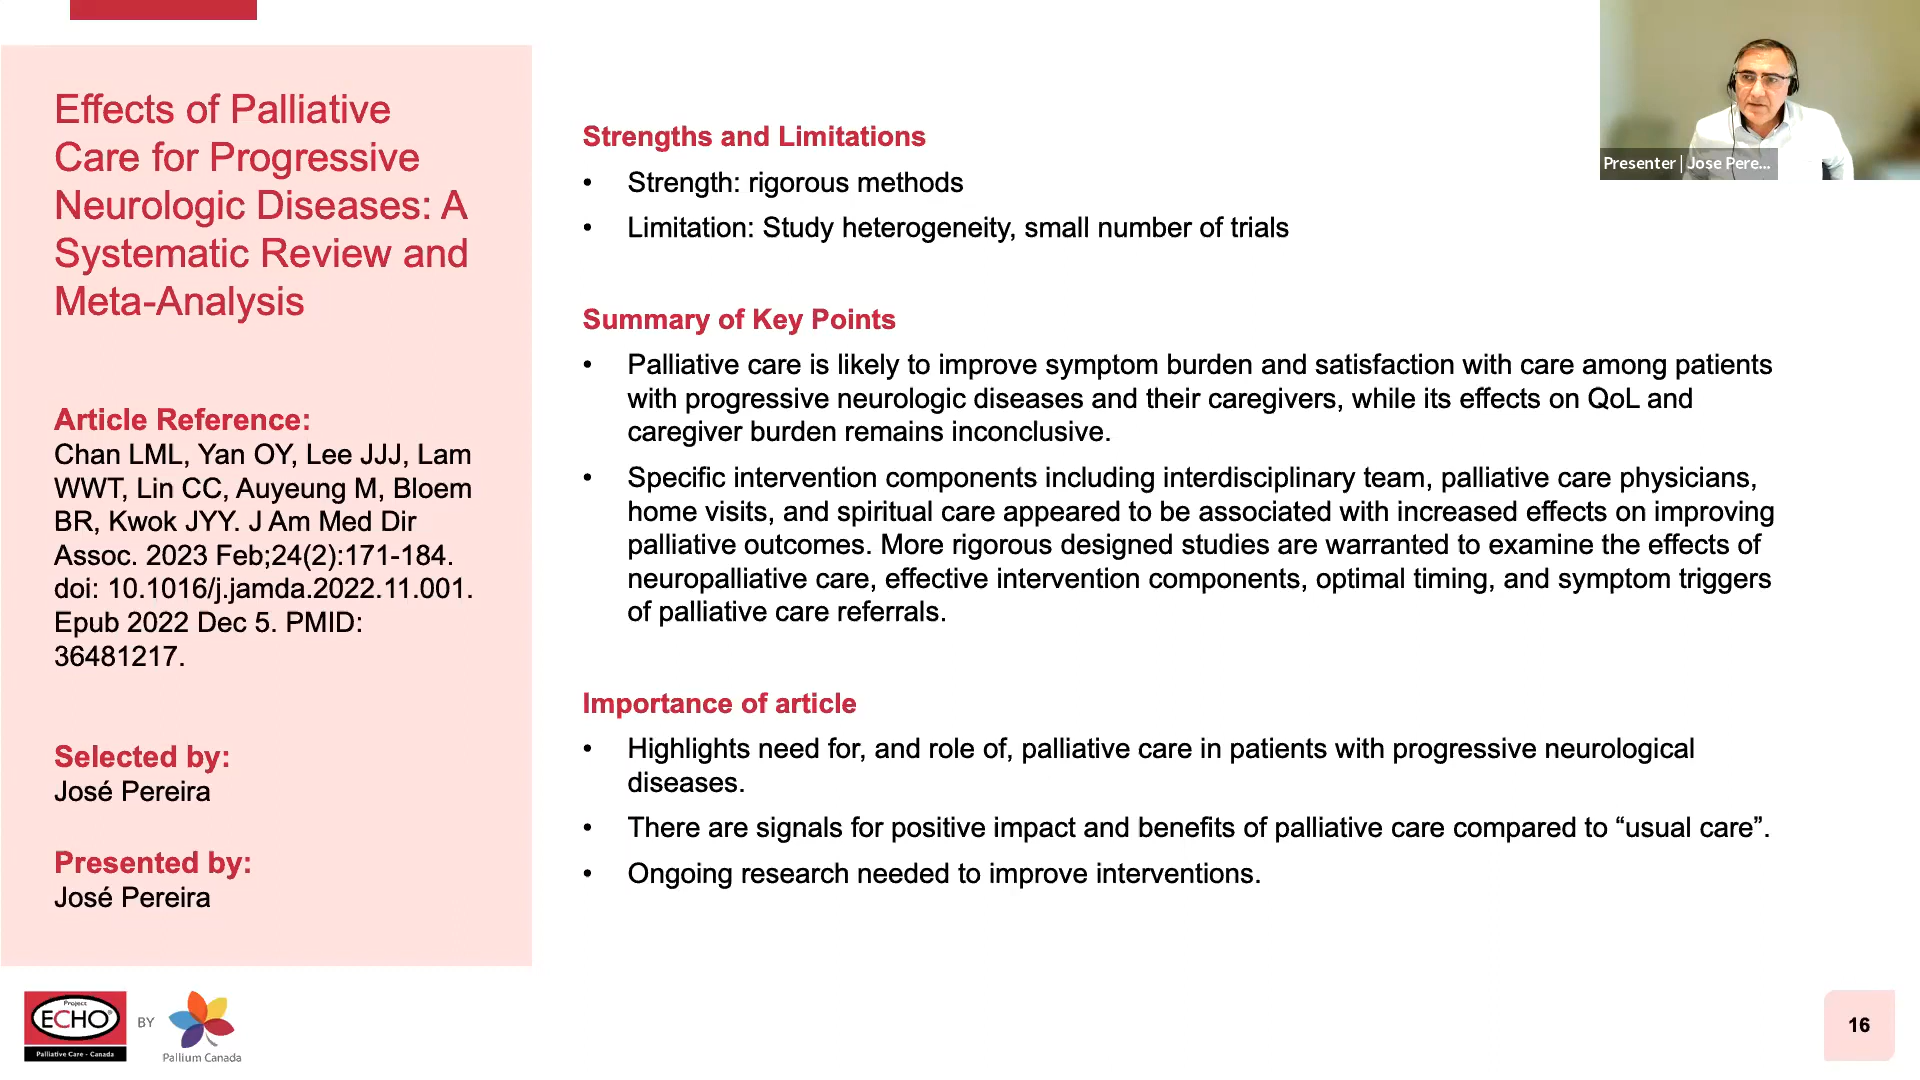 Effects of Palliative
Care for Progressive
Neurologic Diseases: A
Systematic Review and
Meta-Analysis
Article Reference:
Chan LML, Yan OY, Lee JJJ, Lam
WWT, Lin CC, Auyeung M, Bloem
BR, Kwok JYY. J Am Med Dir
Assoc. 2023 Feb;24(2):171-184.
doi: 10.1016/j.jamda.2022.11.001.
Epub 2022 Dec 5. PMID:
36481217.
Selected by:
José Pereira
Presented by:
José Pereira
Strengths and Limitations
• Strength: rigorous methods
• Limitation: Study heterogeneity, small number of trials
Summary of Key Points
• Palliative care is likely to improve symptom burden and satisfaction with care among patients
with progressive neurologic diseases and their caregivers, while its effects on QoL and
caregiver burden remains inconclusive.
• Specific intervention components including interdisciplinary team, palliative care physicians,
home visits, and spiritual care appeared to be associated with increased effects on improving
palliative outcomes. More rigorous designed studies are warranted to examine the effects of
neuropalliative care, effective intervention components, optimal timing, and symptom triggers
of palliative care referrals.
Importance of article
• Highlights need for, and role of, palliative care in patients with progressive neurological
diseases.
• There are signals for positive impact and benefits of palliative care compared to “usual care”.
• Ongoing research needed to improve interventions.
Presenter | Jose Pere...
Project
ECHO®
Palliative Care - Canada
BY
Pallium Canada
16